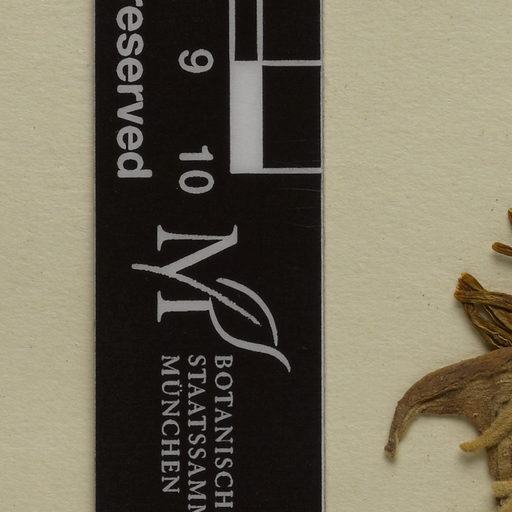 reserved
9 10
M
BOTANISCH
STAATSSAMM
MÜNCHEN